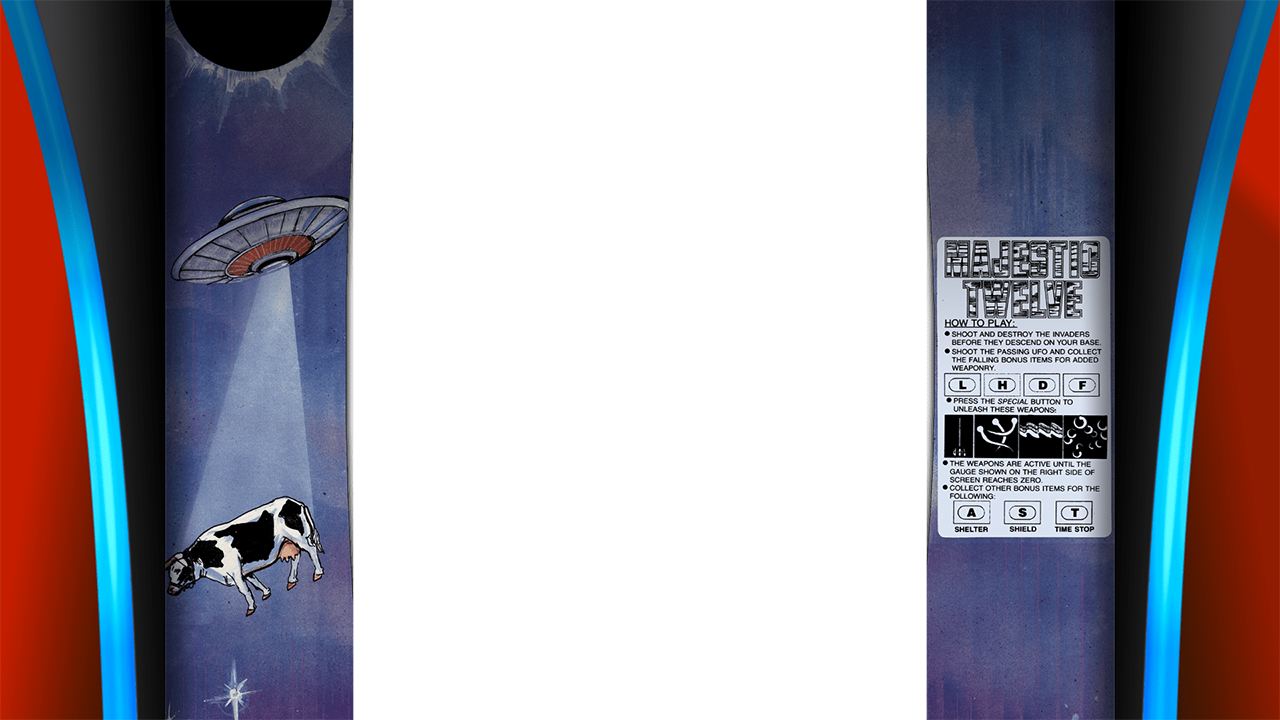 MAJESTIC
TWELVE
HOW TO PLAY:
● SHOOT AND DESTROY THE INVADERS
BEFORE THEY DESCEND ON YOUR BASE.
● SHOOT THE PASSING UFO AND COLLECT
THE FALLING BONUS ITEMS FOR ADDED
WEAPONRY.
L H D F
● PRESS THE SPECIAL BUTTON TO
UNLEASH THESE WEAPONS:
● THE WEAPONS ARE ACTIVE UNTIL THE
GAUGE SHOWN ON THE RIGHT SIDE OF
SCREEN REACHES ZERO.
● COLLECT OTHER BONUS ITEMS FOR THE
FOLLOWING:
A S T
SHELTER SHIELD TIME STOP